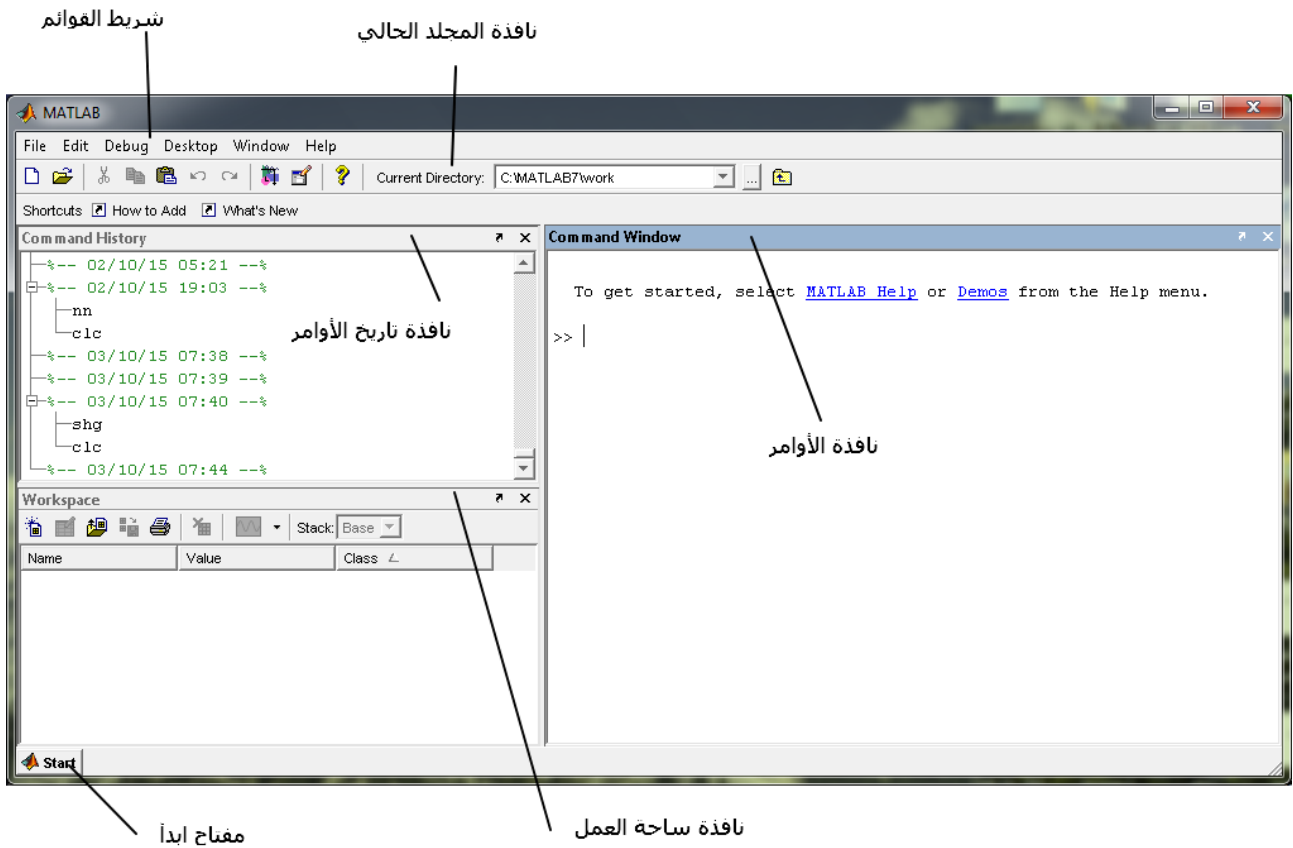 شريط القوائم
نافذة المجلد الحالي
MATLAB
File Edit Debug Desktop Window Help
Current Directory: C:\MATLAB7\work ...
Shortcuts How to Add What's New
Command History
%-- 02/10/15 05:21 --%
%-- 02/10/15 19:03 --%
nn
clc
%-- 03/10/15 07:38 --%
%-- 03/10/15 07:39 --%
%-- 03/10/15 07:40 --%
shg
clc
%-- 03/10/15 07:44 --%
نافذة تاريخ الأوامر
Command Window
To get started, select MATLAB Help or Demos from the Help menu.
>>
نافذة الأوامر
Workspace
Stack: Base
Name Value Class
Start
مفتاح ابدأ
نافذة ساحة العمل